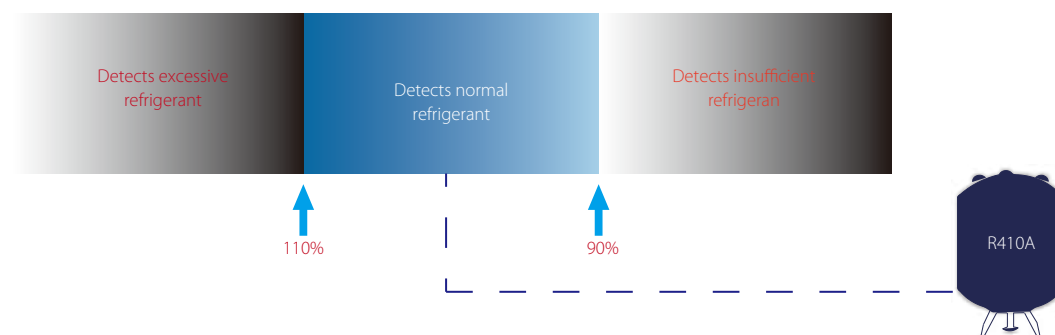 Detects excessive
refrigerant
Detects normal
refrigerant
Detects insufficient
refrigeran
110%
90%
R410A